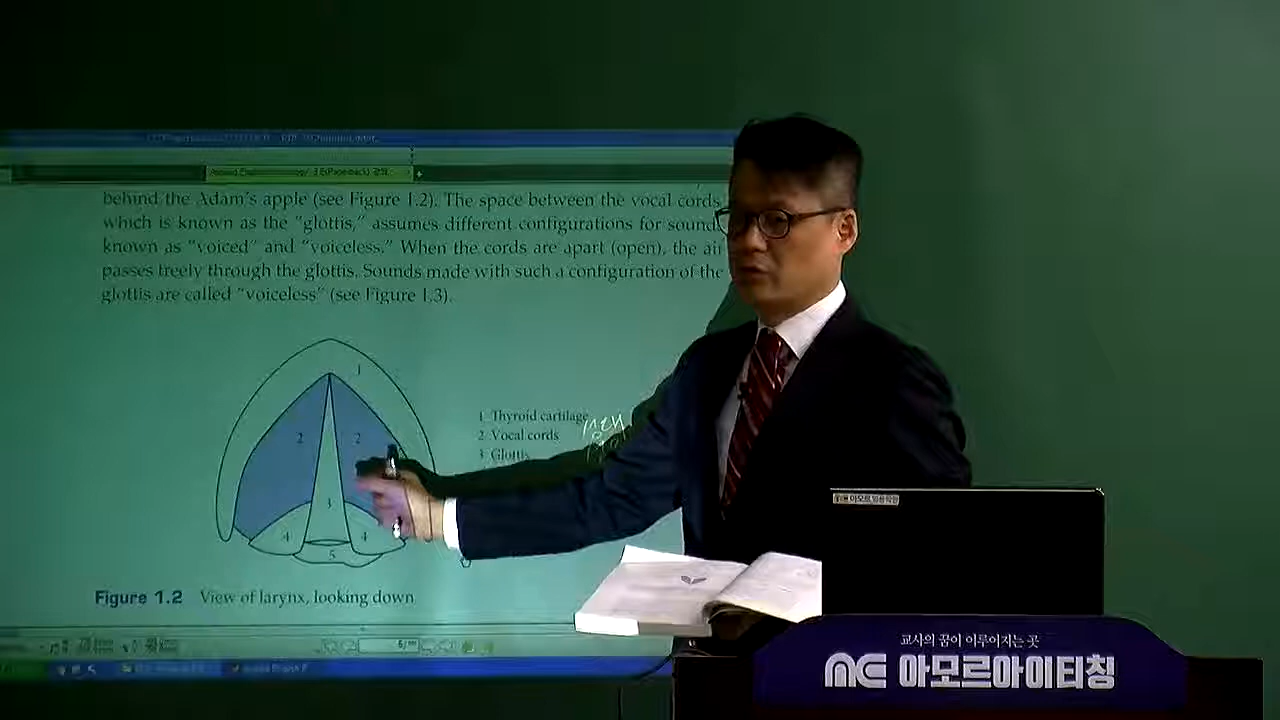 behind the Adam's apple (see Figure 1.2). The space between the vocal cords
which is known as the "glottis," assumes different configurations for sound
known as "voiced" and "voiceless." When the cords are apart (open), the air
passes freely through the glottis. Sounds made with such a configuration of the
glottis are called "voiceless" (see Figure 1.3).
1
2 2
3
4 4
5
1 Thyroid cartilage
2 Vocal cords
3 Glottis
Figure 1.2 View of larynx, looking down
교사의 꿈이 이루어지는 곳
아모르아이티칭